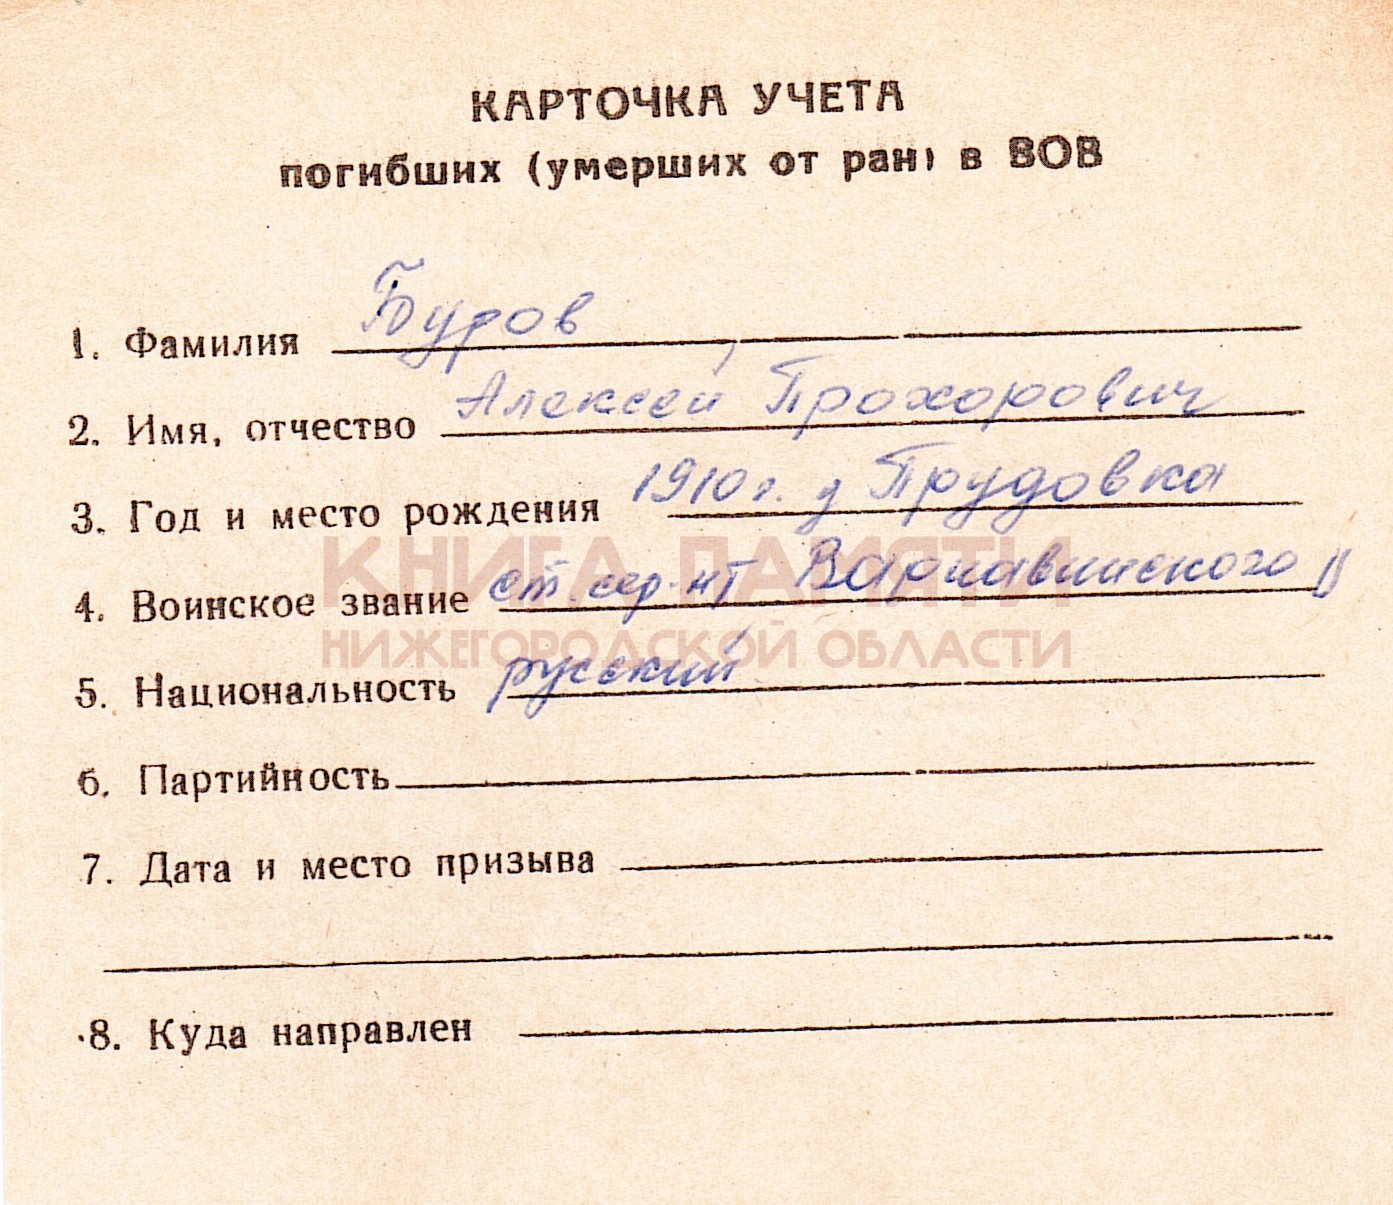 КАРТОЧКА УЧЕТА
погибших (умерших от ран) в ВОВ
1. Фамилия Буров
2. Имя, отчество Алексей Прохорович
3. Год и место рождения 1910 г. д Прудовка
КНИГА ПАМЯТИ
4. Воинское звание ст. сер-нт Варнавинского
НИЖЕГОРОДСКОЙ ОБЛАСТИ
5. Национальность русский
6. Партийность
7. Дата и место призыва
8. Куда направлен